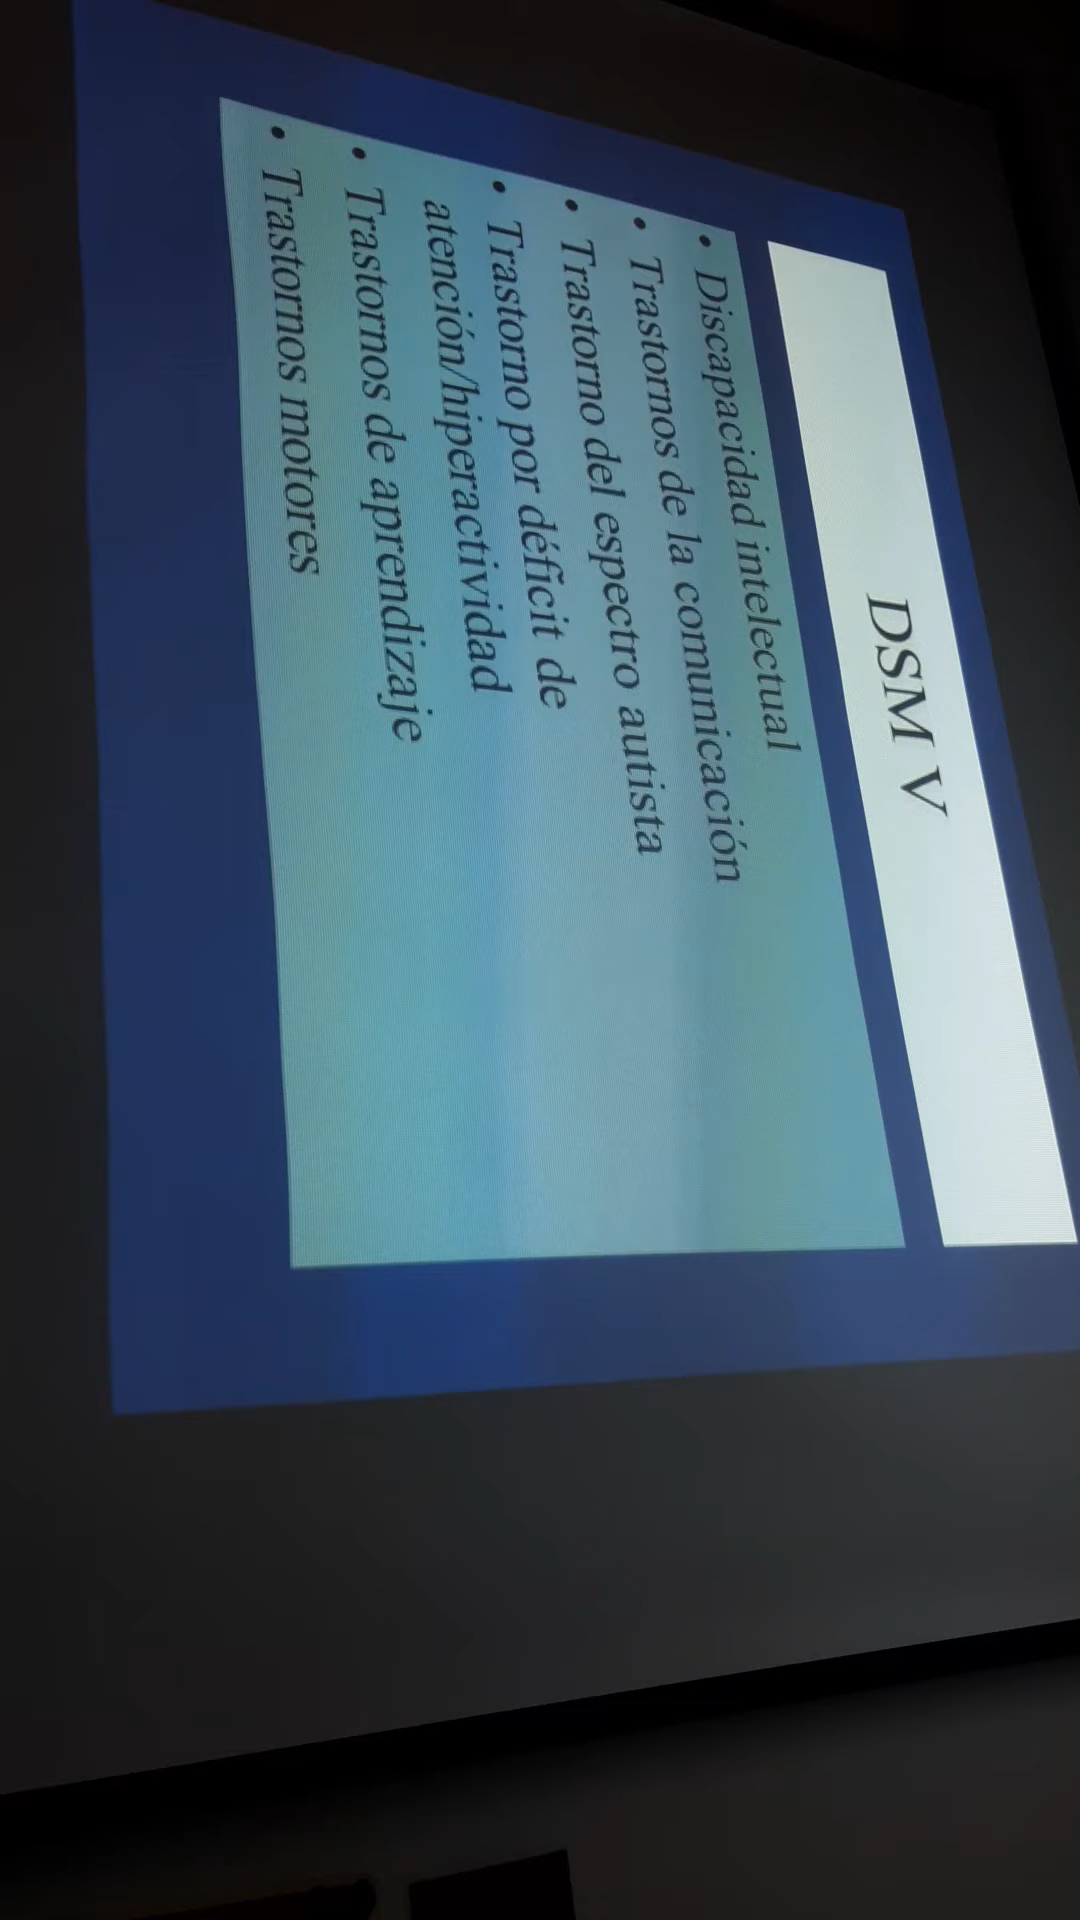 DSM V
• Discapacidad intelectual
• Trastornos de la comunicación
• Trastorno del espectro autista
• Trastorno por déficit de
atención/hiperactividad
• Trastornos de aprendizaje
• Trastornos motores